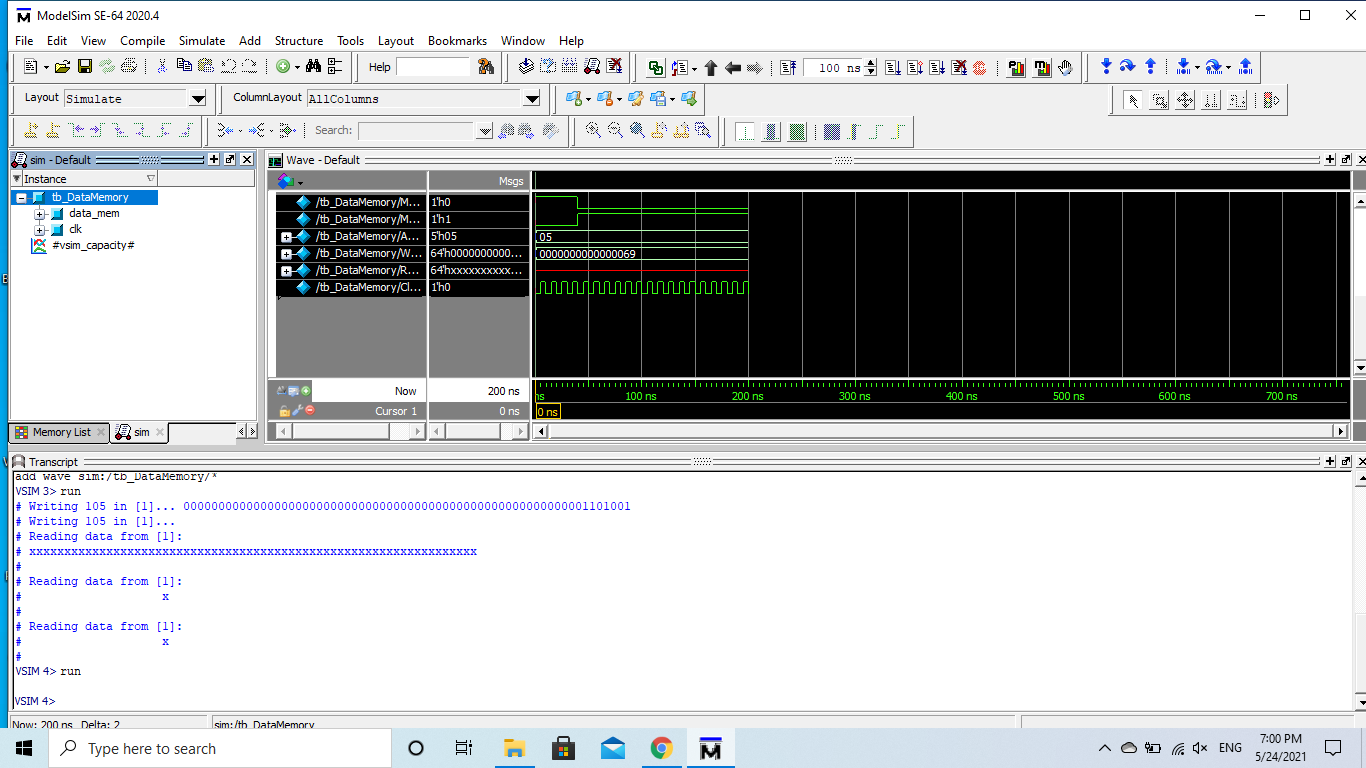 ModelSim SE-64 2020.4
File Edit View Compile Simulate Add Structure Tools Layout Bookmarks Window Help
Help 100 ns
Layout Simulate ColumnLayout AllColumns
Search:
sim - Default
Instance
tb_DataMemory
data_mem
clk
#vsim_capacity#
Memory List sim
Wave - Default
Msgs
/tb_DataMemory/M... 1'h0
/tb_DataMemory/M... 1'h1
/tb_DataMemory/A... 5'h05 05
/tb_DataMemory/W... 64'h0000000000... 0000000000000069
/tb_DataMemory/R... 64'hxxxxxxxxxx...
/tb_DataMemory/Cl... 1'h0
Now 200 ns ns 100 ns 200 ns 300 ns 400 ns 500 ns 600 ns 700 ns
Cursor 1 0 ns 0 ns
Transcript
add wave sim:/tb_DataMemory/*
VSIM 3> run
# Writing 105 in [1]... 0000000000000000000000000000000000000000000000000000000001101001
# Writing 105 in [1]...
# Reading data from [1]:
# xxxxxxxxxxxxxxxxxxxxxxxxxxxxxxxxxxxxxxxxxxxxxxxxxxxxxxxxxxxxxxxx
#
# Reading data from [1]:
# x
#
# Reading data from [1]:
# x
#
VSIM 4> run
VSIM 4>
Now: 200 ns Delta: 2 sim:/tb_DataMemory
Type here to search
ENG
7:00 PM
5/24/2021